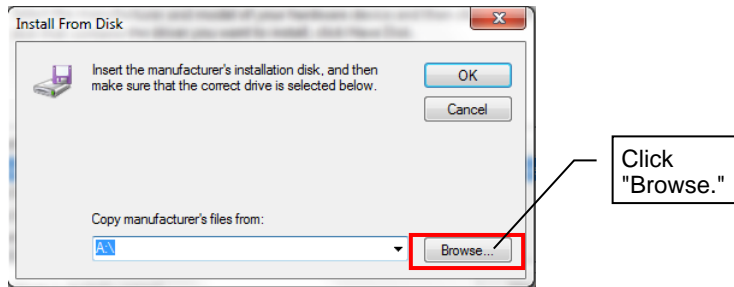 Install From Disk
Insert the manufacturer's installation disk, and then
make sure that the correct drive is selected below.
OK
Cancel
Copy manufacturer's files from:
A:\
Browse...
Click
"Browse."